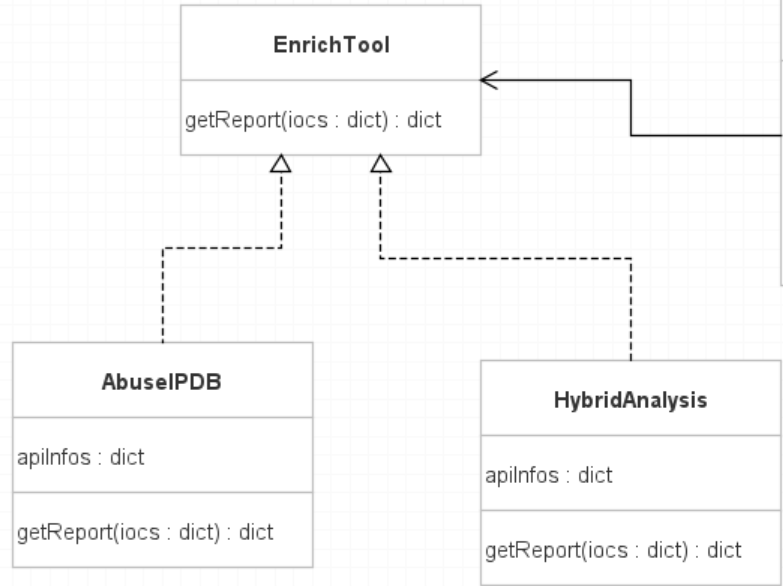 EnrichTool
getReport(iocs : dict) : dict
AbuseIPDB
apiInfos : dict
getReport(iocs : dict) : dict
HybridAnalysis
apiInfos : dict
getReport(iocs : dict) : dict